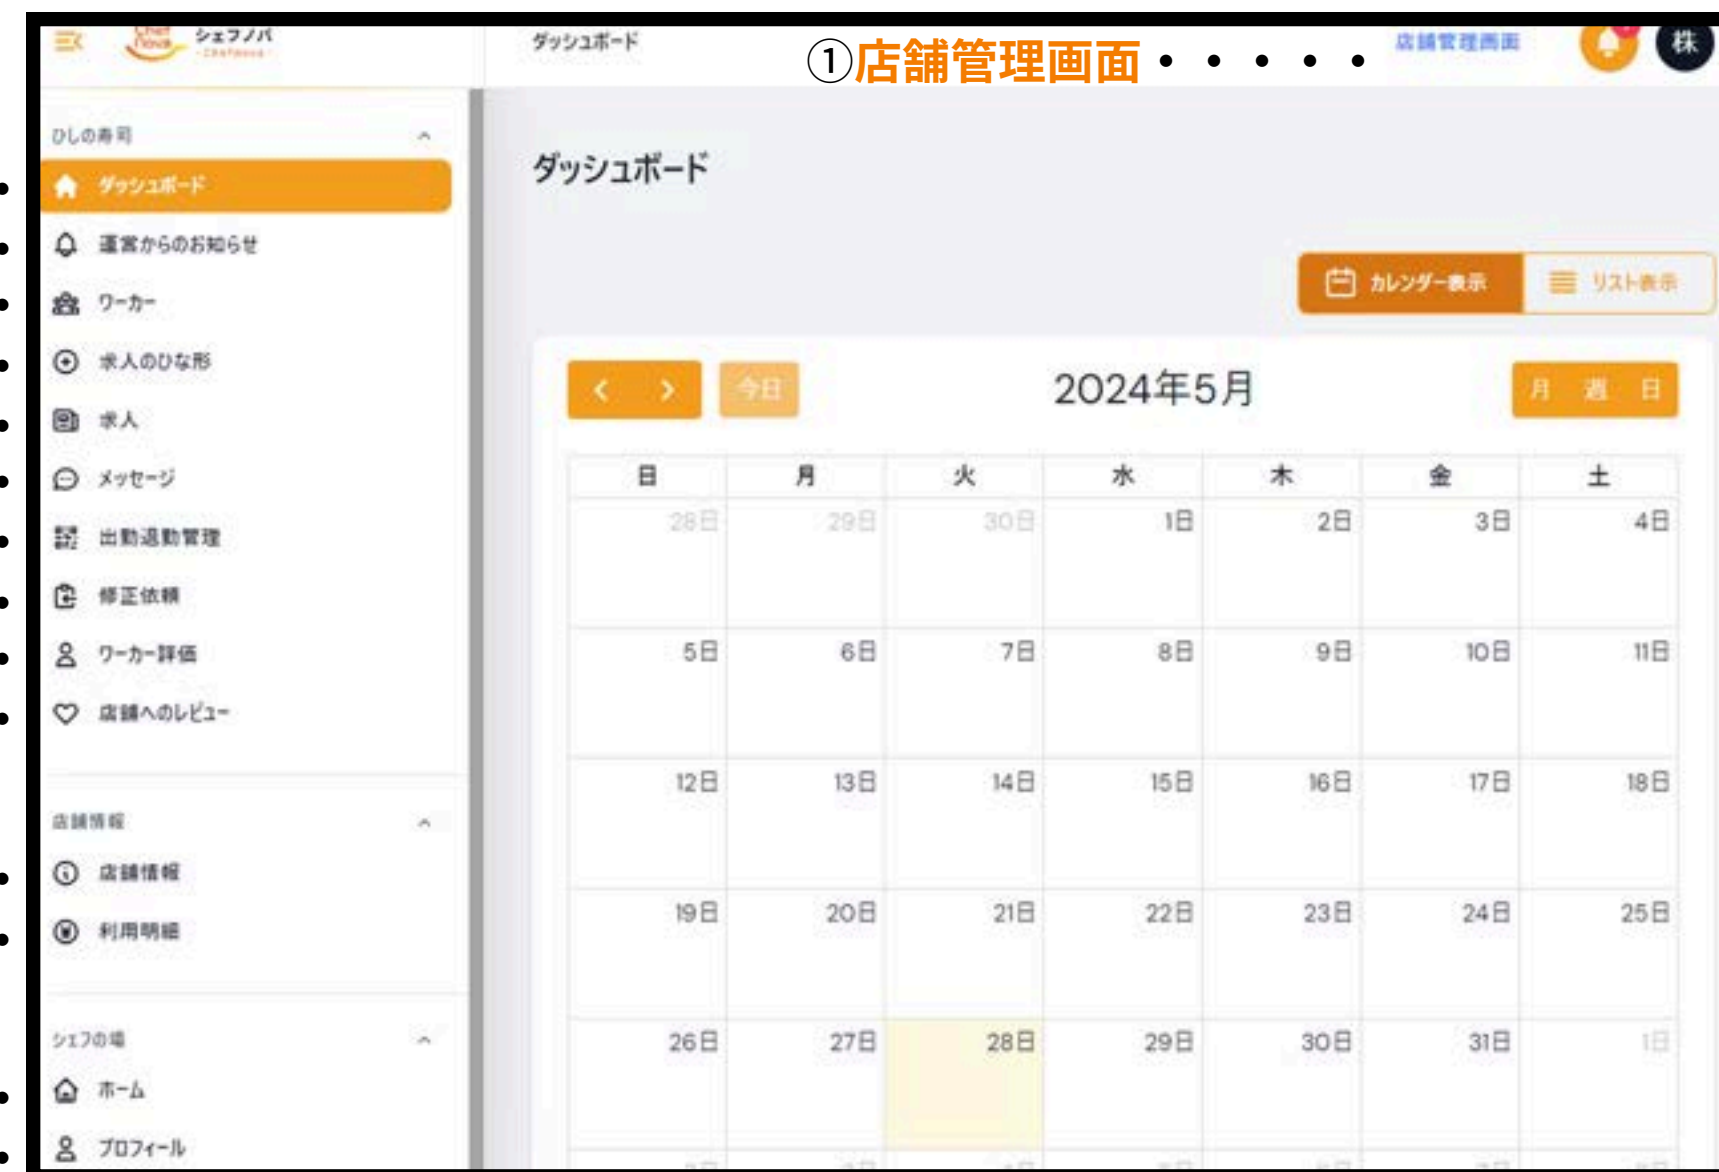 Chef
Nova
シェフノバ
- ChefNova -
ダッシュボード
①店舗管理画面・・・・・
店舗管理画面
株
ひしの寿司
ダッシュボード
運営からのお知らせ
ワーカー
求人のひな形
求人
メッセージ
出勤退勤管理
修正依頼
ワーカー評価
店舗へのレビュー
店舗情報
店舗情報
利用明細
シェフの場
ホーム
プロフィール
ダッシュボード
カレンダー表示 リスト表示
今日 2024年5月 月 週 日
日 月 火 水 木 金 土
28日 29日 30日 1日 2日 3日 4日
5日 6日 7日 8日 9日 10日 11日
12日 13日 14日 15日 16日 17日 18日
19日 20日 21日 22日 23日 24日 25日
26日 27日 28日 29日 30日 31日 1日